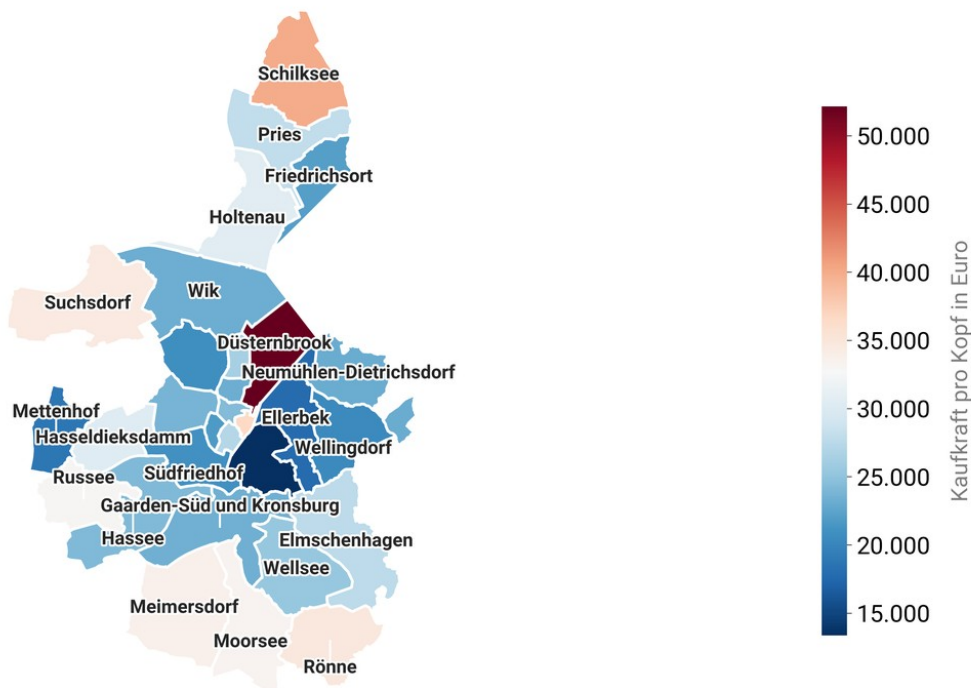 Schilksee
Pries
Friedrichsort
Holtenau
Suchsdorf
Wik
Düsternbrook
Neumühlen-Dietrichsdorf
Mettenhof
Ellerbek
Hasseldieksdamm
Wellingdorf
Südfriedhof
Russee
Gaarden-Süd und Kronsburg
Hassee
Elmschenhagen
Wellsee
Meimersdorf
Moorsee
Rönne
50.000
45.000
40.000
35.000
30.000
25.000
20.000
15.000
Kaufkraft pro Kopf in Euro